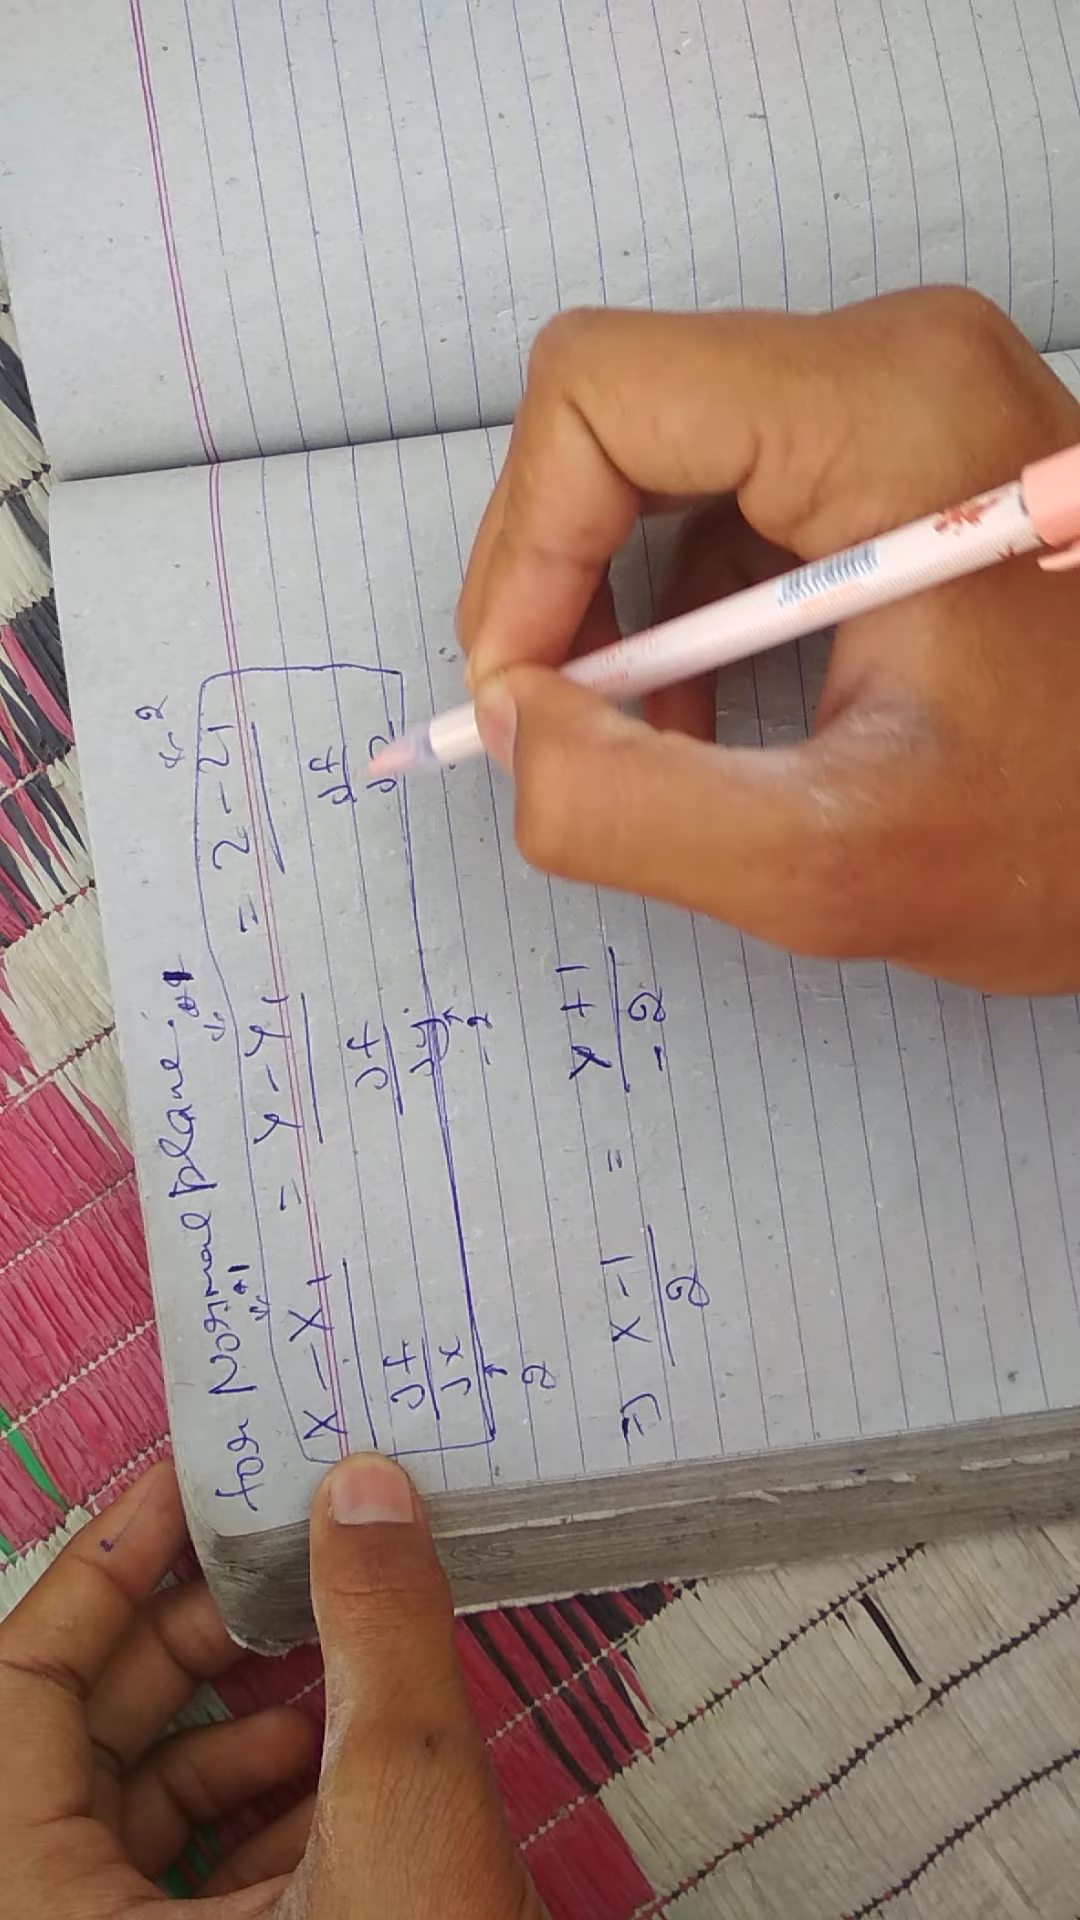 for Normal plane :-
x - x₁ = y - y₁ = z - z₁
∂f ∂f ∂f
∂x ∂y ∂z
2 -2
⇒ x - 1 = y + 1
2 -2